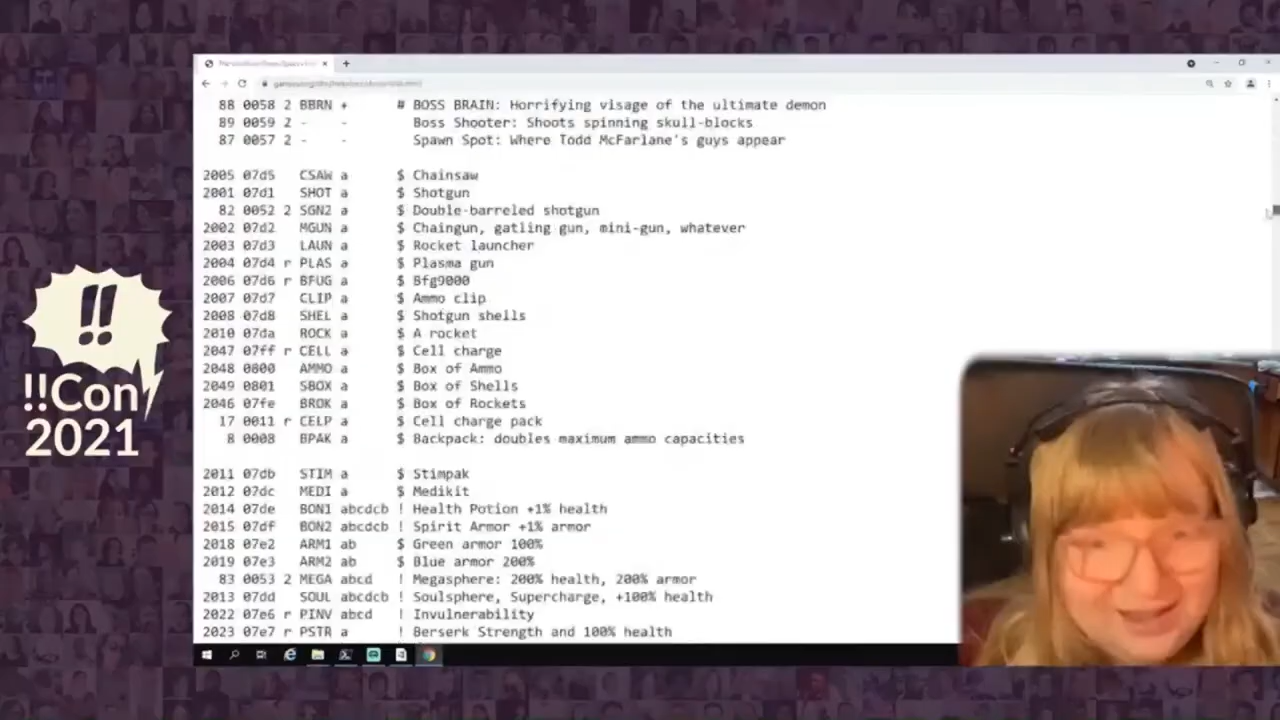 88 0058 2 BBRN + # BOSS BRAIN: Horrifying visage of the ultimate demon
89 0059 2 - - Boss Shooter: Shoots spinning skull-blocks
87 0057 2 - - Spawn Spot: Where Todd McFarlane's guys appear
2005 07d5 CSAW a $ Chainsaw
2001 07d1 SHOT a $ Shotgun
82 0052 2 SGN2 a $ Double-barreled shotgun
2002 07d2 MGUN a $ Chaingun, gatling gun, mini-gun, whatever
2003 07d3 LAUN a $ Rocket launcher
2004 07d4 r PLAS a $ Plasma gun
2006 07d6 r BFUG a $ Bfg9000
2007 07d7 CLIP a $ Ammo clip
2008 07d8 SHEL a $ Shotgun shells
2010 07da ROCK a $ A rocket
2047 07ff r CELL a $ Cell charge
2048 0800 AMMO a $ Box of Ammo
2049 0801 SBOX a $ Box of Shells
2046 07fe BROK a $ Box of Rockets
17 0011 r CELP a $ Cell charge pack
8 0008 BPAK a $ Backpack: doubles maximum ammo capacities
2011 07db STIM a $ Stimpak
2012 07dc MEDI a $ Medikit
2014 07de BON1 abcdcb ! Health Potion +1% health
2015 07df BON2 abcdcb ! Spirit Armor +1% armor
2018 07e2 ARM1 ab $ Green armor 100%
2019 07e3 ARM2 ab $ Blue armor 200%
83 0053 2 MEGA abcd ! Megasphere: 200% health, 200% armor
2013 07dd SOUL abcdcb ! Soulsphere, Supercharge, +100% health
2022 07e6 r PINV abcd ! Invulnerability
2023 07e7 r PSTR a ! Berserk Strength and 100% health
!!
!!Con
2021